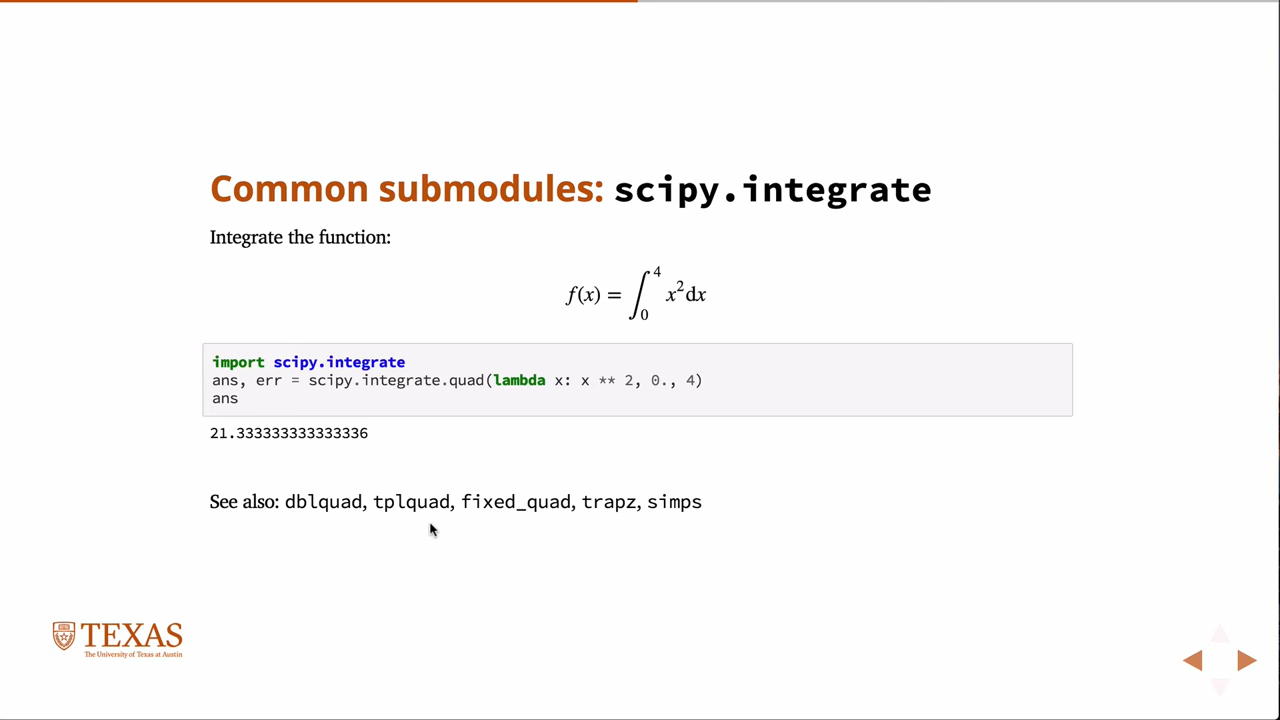 Common submodules: scipy.integrate
Integrate the function:
f(x) = ∫₀⁴ x²dx
import scipy.integrate
ans, err = scipy.integrate.quad(lambda x: x ** 2, 0., 4)
ans
21.333333333333336
See also: dblquad, tplquad, fixed_quad, trapz, simps
TEXAS
The University of Texas at Austin